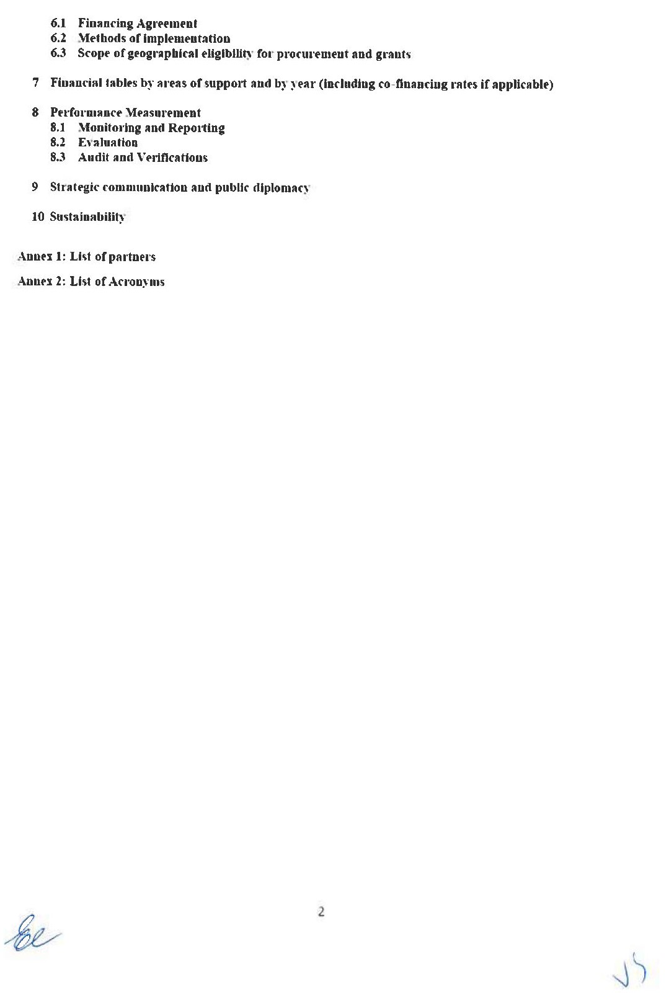 6.1 Financing Agreement
6.2 Methods of implementation
6.3 Scope of geographical eligibility for procurement and grants
7 Financial tables by areas of support and by year (including co-financing rates if applicable)
8 Performance Measurement
8.1 Monitoring and Reporting
8.2 Evaluation
8.3 Audit and Verifications
9 Strategic communication and public diplomacy
10 Sustainability
Annex 1: List of partners
Annex 2: List of Acronyms
2